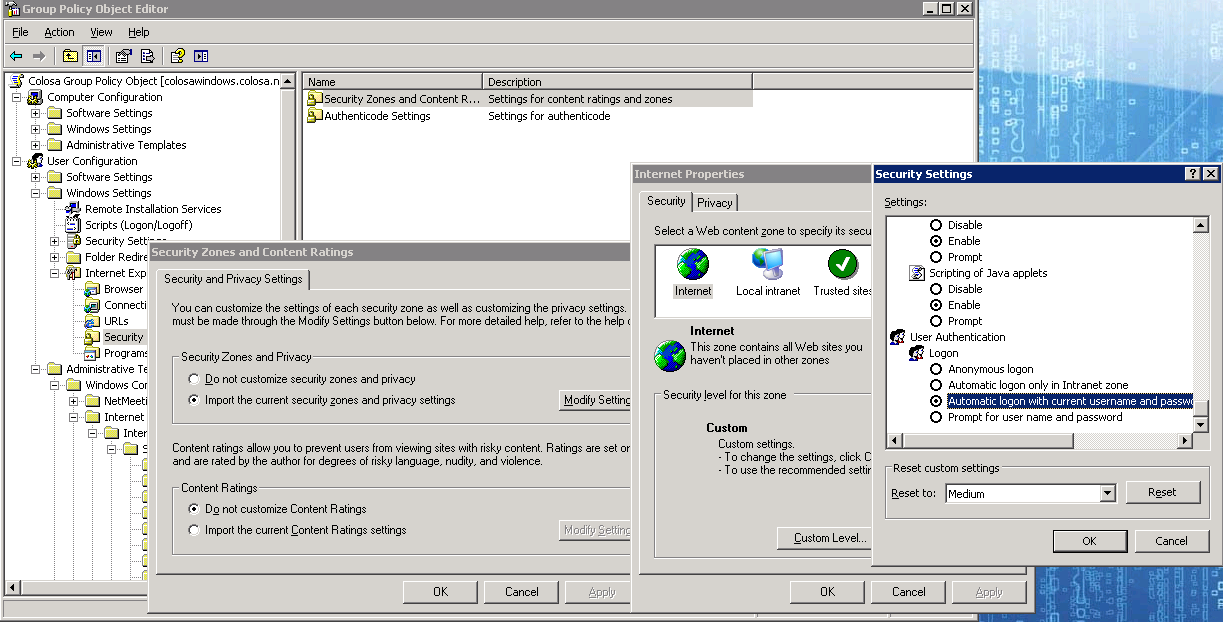 Group Policy Object Editor
File Action View Help
Colosa Group Policy Object [colosawindows.colosa.n
Computer Configuration
Software Settings
Windows Settings
Administrative Templates
User Configuration
Software Settings
Windows Settings
Remote Installation Services
Scripts (Logon/Logoff)
Security Settings
Folder Redire
Internet Exp
Browser
Connecti
URLs
Security
Programs
Administrative Te
Windows Con
NetMeeti
Internet
Inter
S
Name Description
Security Zones and Content R... Settings for content ratings and zones
Authenticode Settings Settings for authenticode
Security Zones and Content Ratings
Security and Privacy Settings
You can customize the settings of each security zone as well as customizing the privacy settings.
must be made through the Modify Settings button below. For more detailed help, refer to the help
Security Zones and Privacy
Do not customize security zones and privacy
Import the current security zones and privacy settings
Modify Setting
Content ratings allow you to prevent users from viewing sites with risky content. Ratings are set or
and are rated by the author for degrees of risky language, nudity, and violence.
Content Ratings
Do not customize Content Ratings
Import the current Content Ratings settings
Modify Setting
OK Cancel Apply
Internet Properties
Security Privacy
Select a Web content zone to specify its secu
Internet Local intranet Trusted sites
Internet
This zone contains all Web sites you
haven't placed in other zones
Security level for this zone
Custom
Custom settings.
- To change the settings, click C
- To use the recommended settin
Custom Level...
OK Cancel Apply
Security Settings
Settings:
Disable
Enable
Prompt
Scripting of Java applets
Disable
Enable
Prompt
User Authentication
Logon
Anonymous logon
Automatic logon only in Intranet zone
Automatic logon with current username and passwo
Prompt for user name and password
Reset custom settings
Reset to: Medium Reset
OK Cancel